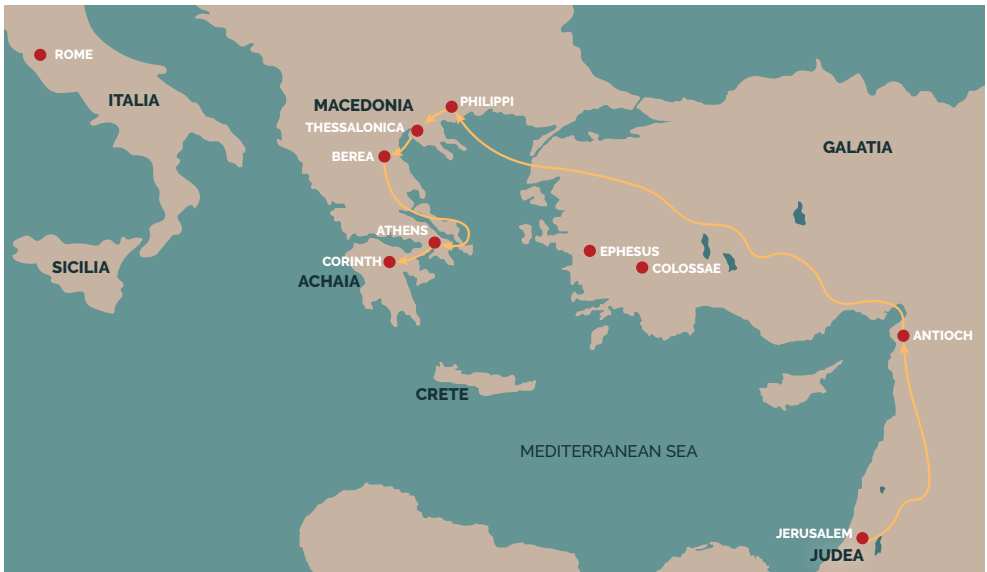 ROME
ITALIA
MACEDONIA
PHILIPPI
THESSALONICA
BEREA
GALATIA
ATHENS
CORINTH
ACHAIA
SICILIA
EPHESUS
COLOSSAE
ANTIOCH
CRETE
MEDITERRANEAN SEA
JERUSALEM
JUDEA